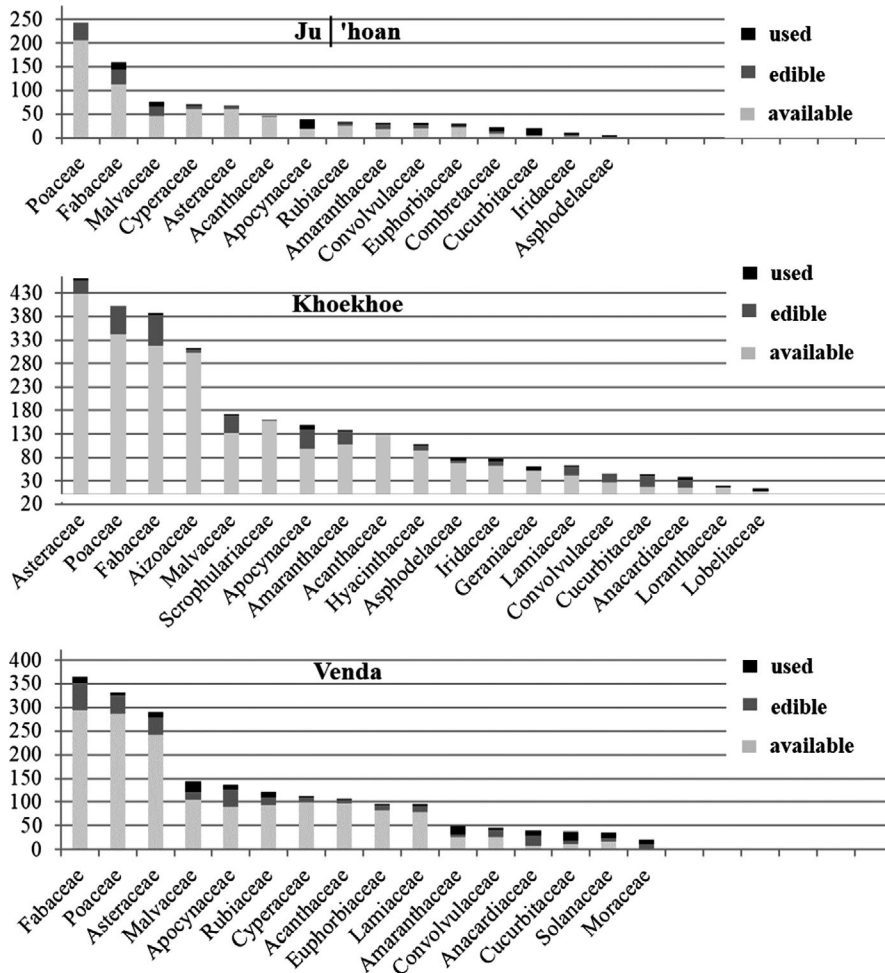 Ju|'hoan
used
edible
available
250
200
150
100
50
0
Poaceae
Fabaceae
Malvaceae
Cyperaceae
Asteraceae
Acanthaceae
Apocynaceae
Rubiaceae
Amaranthaceae
Convolvulaceae
Euphorbiaceae
Combretaceae
Cucurbitaceae
Iridaceae
Asphodelaceae
Khoekhoe
used
edible
available
430
380
330
280
230
180
130
80
30
20
Asteraceae
Poaceae
Fabaceae
Aizoaceae
Malvaceae
Scrophulariaceae
Apocynaceae
Amaranthaceae
Acanthaceae
Hyacinthaceae
Asphodelaceae
Iridaceae
Geraniaceae
Lamiaceae
Convolvulaceae
Cucurbitaceae
Anacardiaceae
Loranthaceae
Lobeliaceae
Venda
used
edible
available
400
350
300
250
200
150
100
50
0
Fabaceae
Poaceae
Asteraceae
Malvaceae
Apocynaceae
Rubiaceae
Cyperaceae
Acanthaceae
Euphorbiaceae
Lamiaceae
Amaranthaceae
Convolvulaceae
Anacardiaceae
Cucurbitaceae
Solanaceae
Moraceae